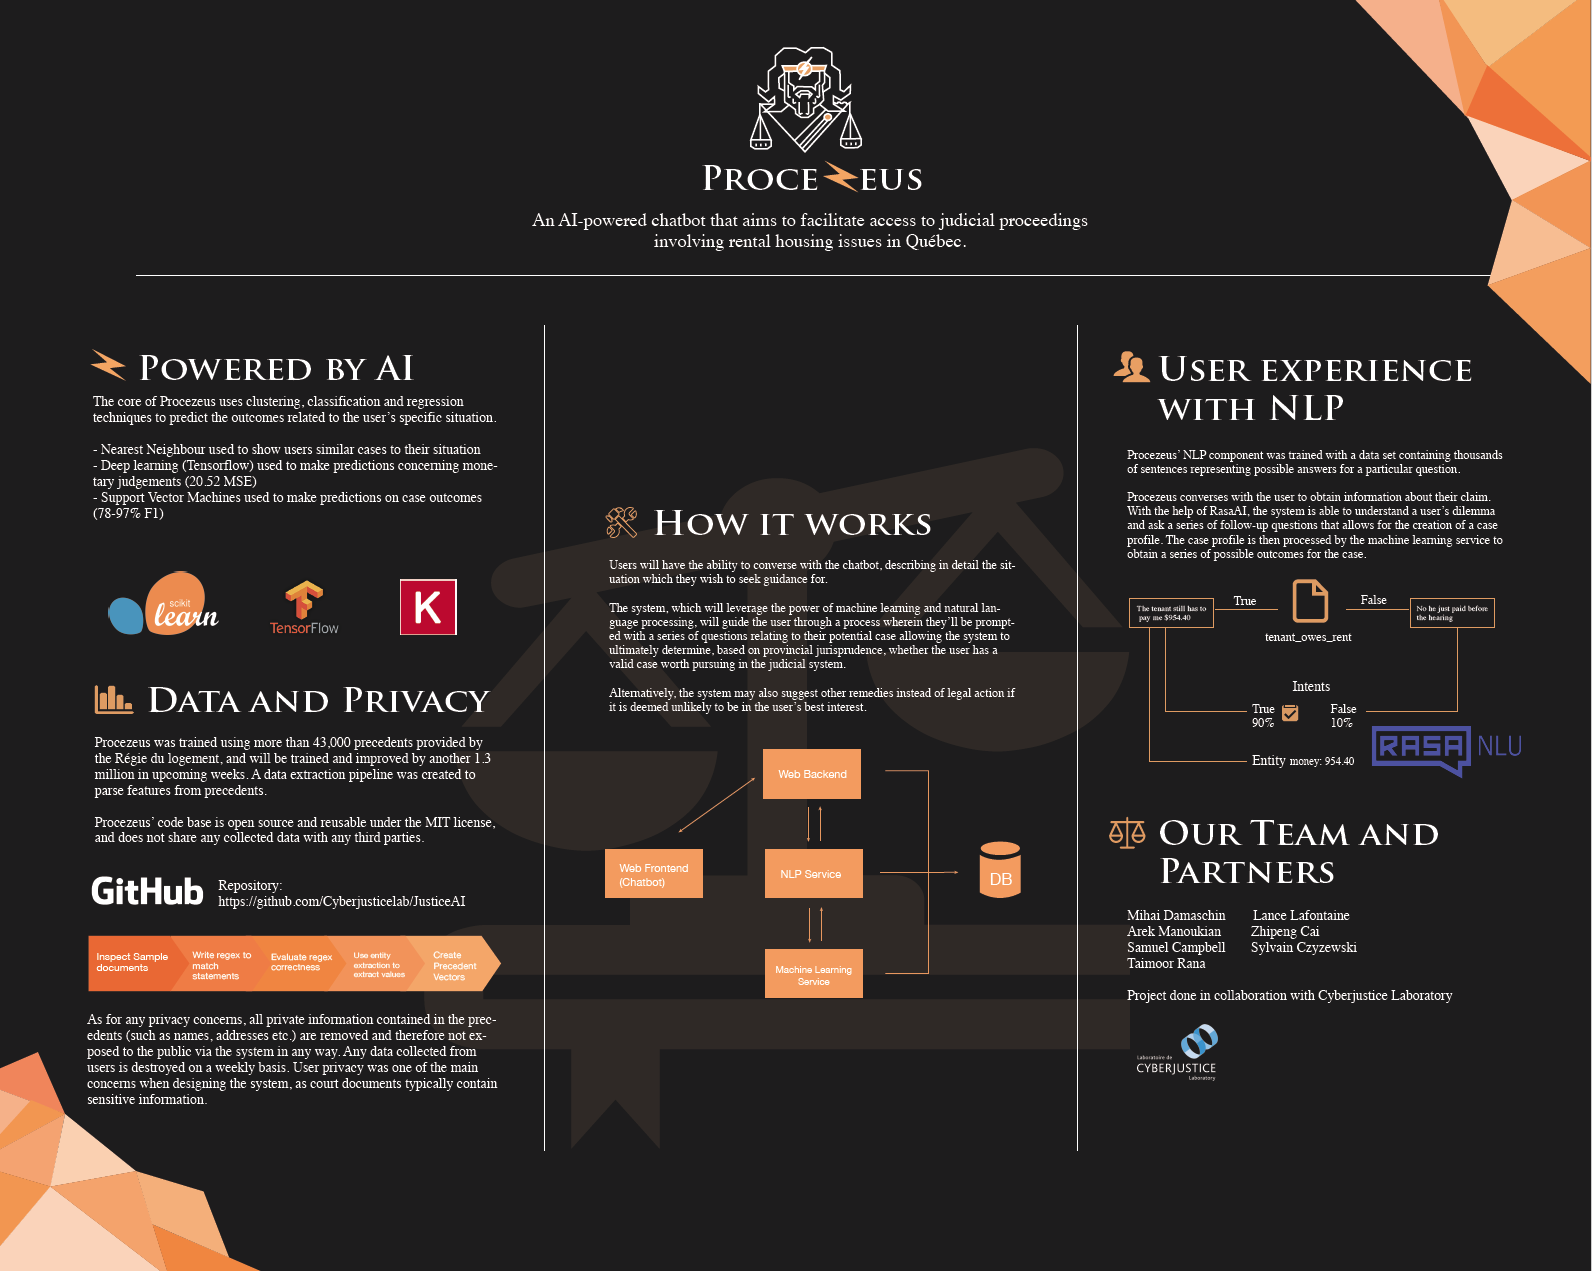 PROCEZEUS
An AI-powered chatbot that aims to facilitate access to judicial proceedings
involving rental housing issues in Québec.
POWERED BY AI
The core of Procezeus uses clustering, classification and regression
techniques to predict the outcomes related to the user's specific situation.
- Nearest Neighbour used to show users similar cases to their situation
- Deep learning (Tensorflow) used to make predictions concerning mone-
tary judgements (20.52 MSE)
- Support Vector Machines used to make predictions on case outcomes
(78-97% F1)
scikit
learn
TensorFlow
K
DATA AND PRIVACY
Procezeus was trained using more than 43,000 precedents provided by
the Régie du logement, and will be trained and improved by another 1.3
million in upcoming weeks. A data extraction pipeline was created to
parse features from precedents.
Procezeus' code base is open source and reusable under the MIT license,
and does not share any collected data with any third parties.
GitHub
Repository:
https://github.com/Cyberjusticelab/JusticeAI
Inspect Sample
documents
Write regex to
match
statements
Evaluate regex
correctness
Use entity
extraction to
extract values
Create
Precedent
Vectors
As for any privacy concerns, all private information contained in the prec-
edents (such as names, addresses etc.) are removed and therefore not ex-
posed to the public via the system in any way. Any data collected from
users is destroyed on a weekly basis. User privacy was one of the main
concerns when designing the system, as court documents typically contain
sensitive information.
HOW IT WORKS
Users will have the ability to converse with the chatbot, describing in detail the sit-
uation which they wish to seek guidance for.
The system, which will leverage the power of machine learning and natural lan-
guage processing, will guide the user through a process wherein they'll be prompt-
ed with a series of questions relating to their potential case allowing the system to
ultimately determine, based on provincial jurisprudence, whether the user has a
valid case worth pursuing in the judicial system.
Alternatively, the system may also suggest other remedies instead of legal action if
it is deemed unlikely to be in the user's best interest.
Web Backend
Web Frontend
(Chatbot)
NLP Service
DB
Machine Learning
Service
USER EXPERIENCE
WITH NLP
Procezeus' NLP component was trained with a data set containing thousands
of sentences representing possible answers for a particular question.
Procezeus converses with the user to obtain information about their claim.
With the help of RasaAI, the system is able to understand a user's dilemma
and ask a series of follow-up questions that allows for the creation of a case
profile. The case profile is then processed by the machine learning service to
obtain a series of possible outcomes for the case.
The tenant still has to
pay me $954.40
True
tenant_owes_rent
False
No he just paid before
the hearing
Intents
True
90%
False
10%
Entity money: 954.40
RASA NLU
OUR TEAM AND
PARTNERS
Mihai Damaschin Lance Lafontaine
Arek Manoukian Zhipeng Cai
Samuel Campbell Sylvain Czyzewski
Taimoor Rana
Project done in collaboration with Cyberjustice Laboratory
Laboratoire de
CYBERJUSTICE
Laboratory